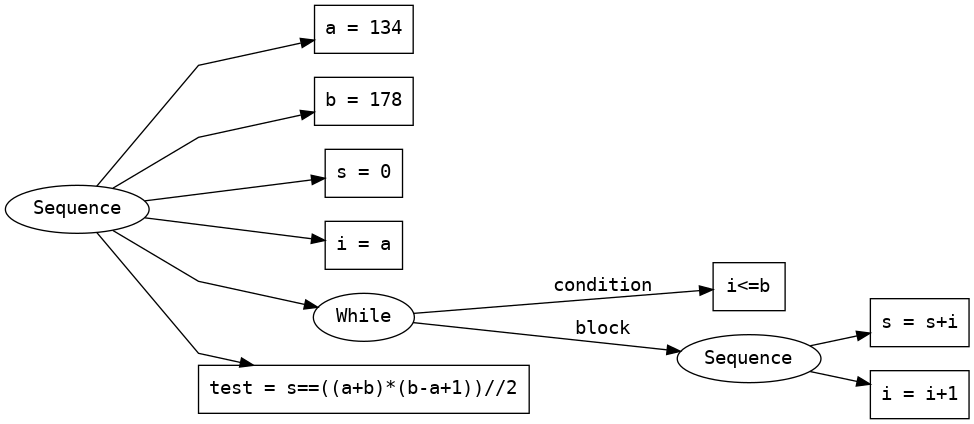 a = 134
b = 178
s = 0
Sequence
i = a
condition
i<=b
While
block
s = s+i
Sequence
test = s==((a+b)*(b-a+1))//2
i = i+1